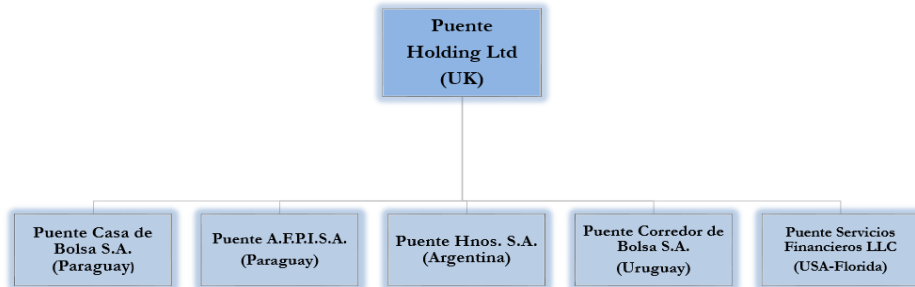 Puente
Holding Ltd
(UK)
Puente Casa de
Bolsa S.A.
(Paraguay)
Puente A.F.P.I.S.A.
(Paraguay)
Puente Hnos. S.A.
(Argentina)
Puente Corredor de
Bolsa S.A.
(Uruguay)
Puente Servicios
Financieros LLC
(USA-Florida)